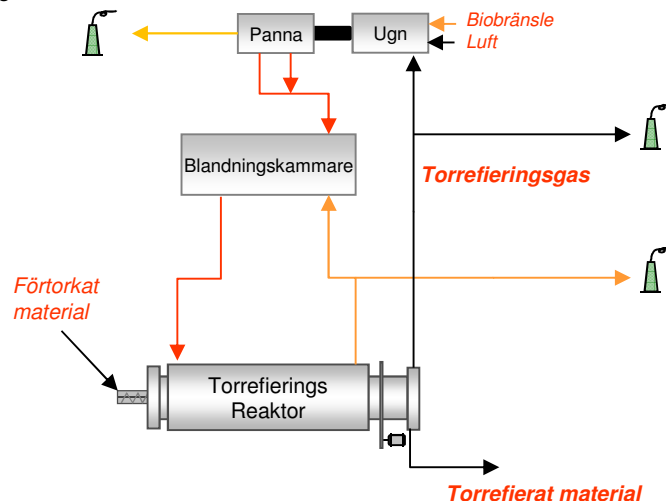 Panna
Ugn
Biobränsle
Luft
Blandningskammare
Torrefieringsgas
Förtorkat
material
Torrefierings
Reaktor
Torrefierat material